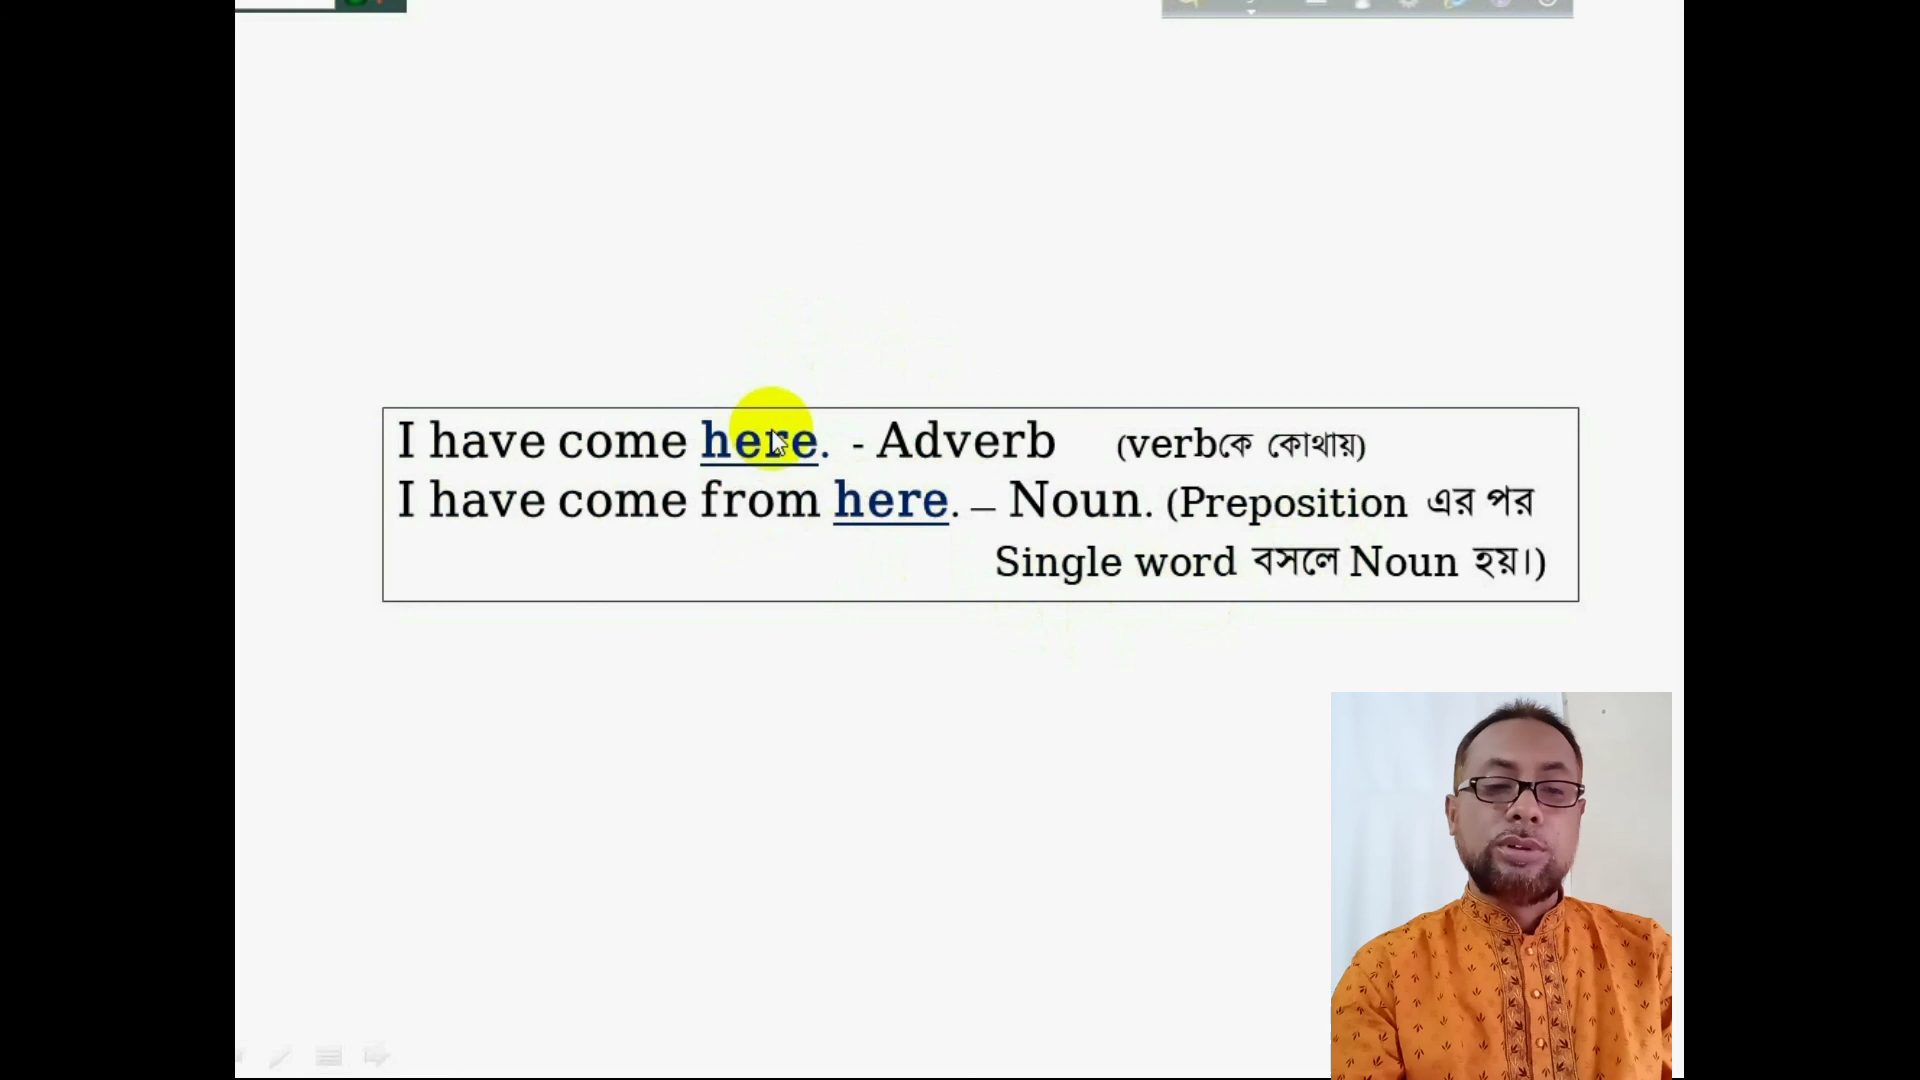 I have come here. - Adverb (verbকে কোথায়)
I have come from here. – Noun. (Preposition এর পর
Single word বসলে Noun হয়।)